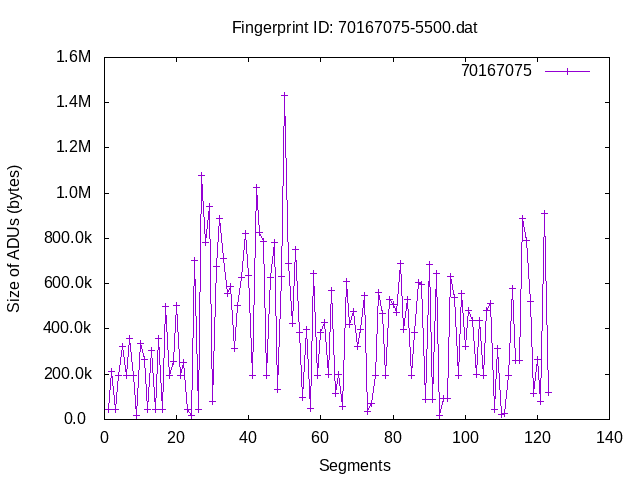 Fingerprint ID: 70167075-5500.dat
70167075
1.6M
1.4M
1.2M
1.0M
800.0k
600.0k
400.0k
200.0k
0.0
Size of ADUs (bytes)
0 20 40 60 80 100 120 140
Segments